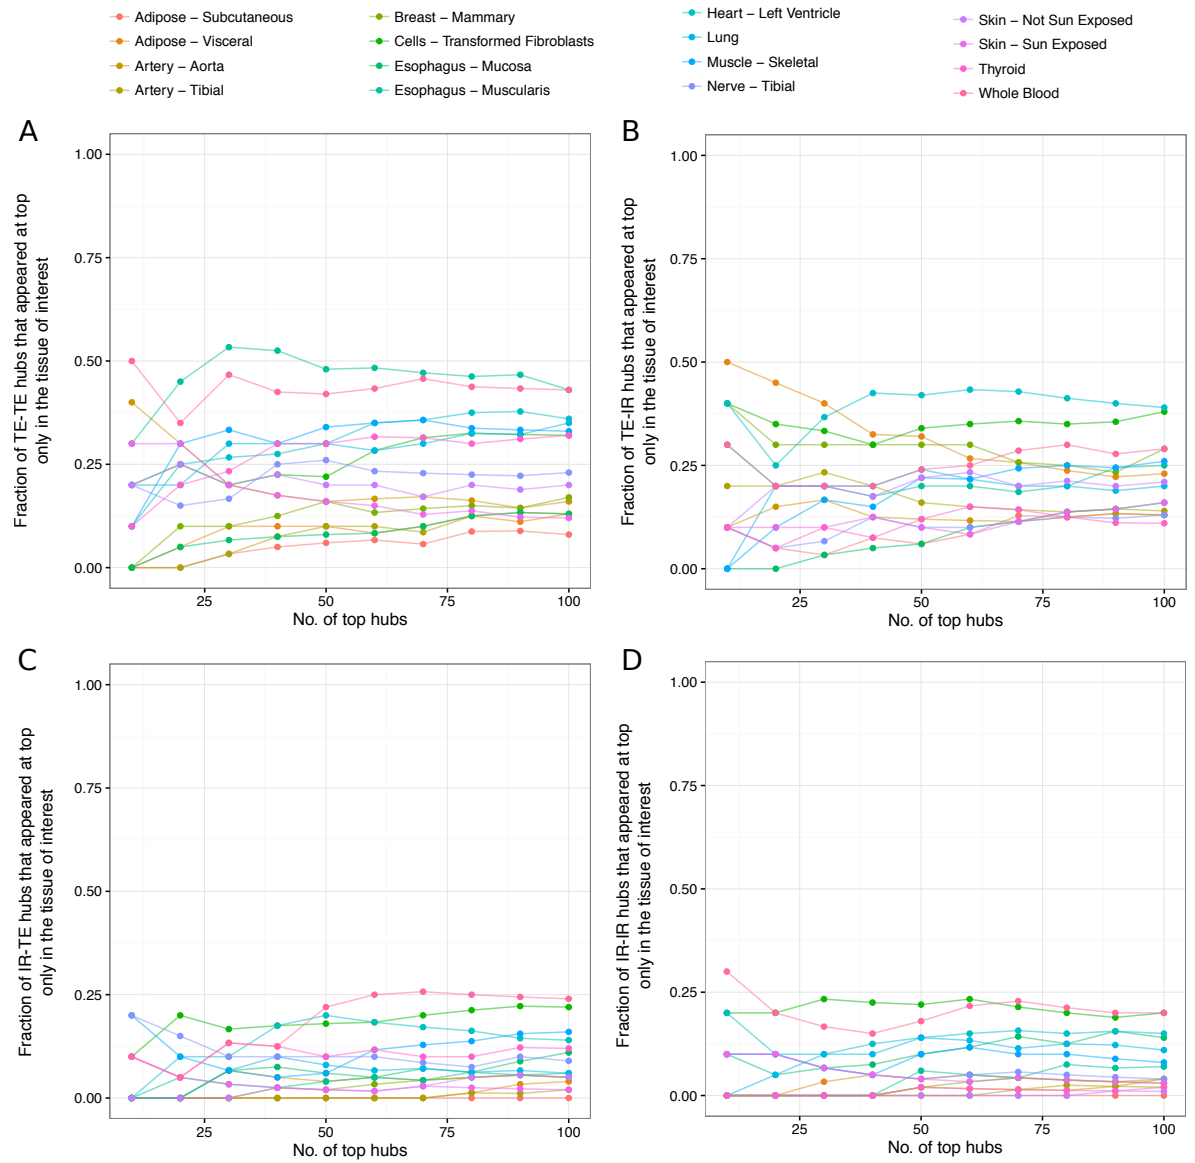 Adipose – Subcutaneous
Adipose – Visceral
Artery – Aorta
Artery – Tibial
Breast – Mammary
Cells – Transformed Fibroblasts
Esophagus – Mucosa
Esophagus – Muscularis
Heart – Left Ventricle
Lung
Muscle – Skeletal
Nerve – Tibial
Skin – Not Sun Exposed
Skin – Sun Exposed
Thyroid
Whole Blood
A
Fraction of TE-TE hubs that appeared at top
only in the tissue of interest
1.00
0.75
0.50
0.25
0.00
25
50
75
100
No. of top hubs
B
Fraction of TE-IR hubs that appeared at top
only in the tissue of interest
1.00
0.75
0.50
0.25
0.00
25
50
75
100
No. of top hubs
C
Fraction of IR-TE hubs that appeared at top
only in the tissue of interest
1.00
0.75
0.50
0.25
0.00
25
50
75
100
No. of top hubs
D
Fraction of IR-IR hubs that appeared at top
only in the tissue of interest
1.00
0.75
0.50
0.25
0.00
25
50
75
100
No. of top hubs